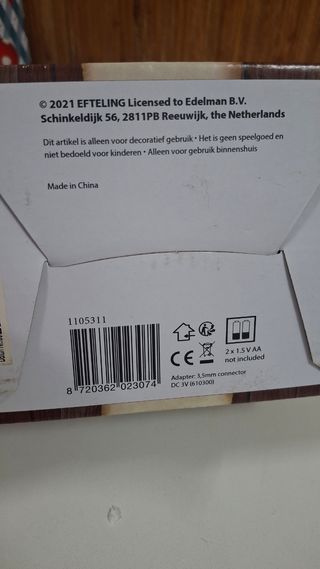 © 2021 EFTELING Licensed to Edelman B.V.
Schinkeldijk 56, 2811PB Reeuwijk, the Netherlands
Dit artikel is alleen voor decoratief gebruik • Het is geen speelgoed en
niet bedoeld voor kinderen • Alleen voor gebruik binnenshuis
Made in China
1105311
8 720362 023074
CE
2 x 1.5 V AA
not included
Adapter: 3,5mm connector
DC 3V (610300)